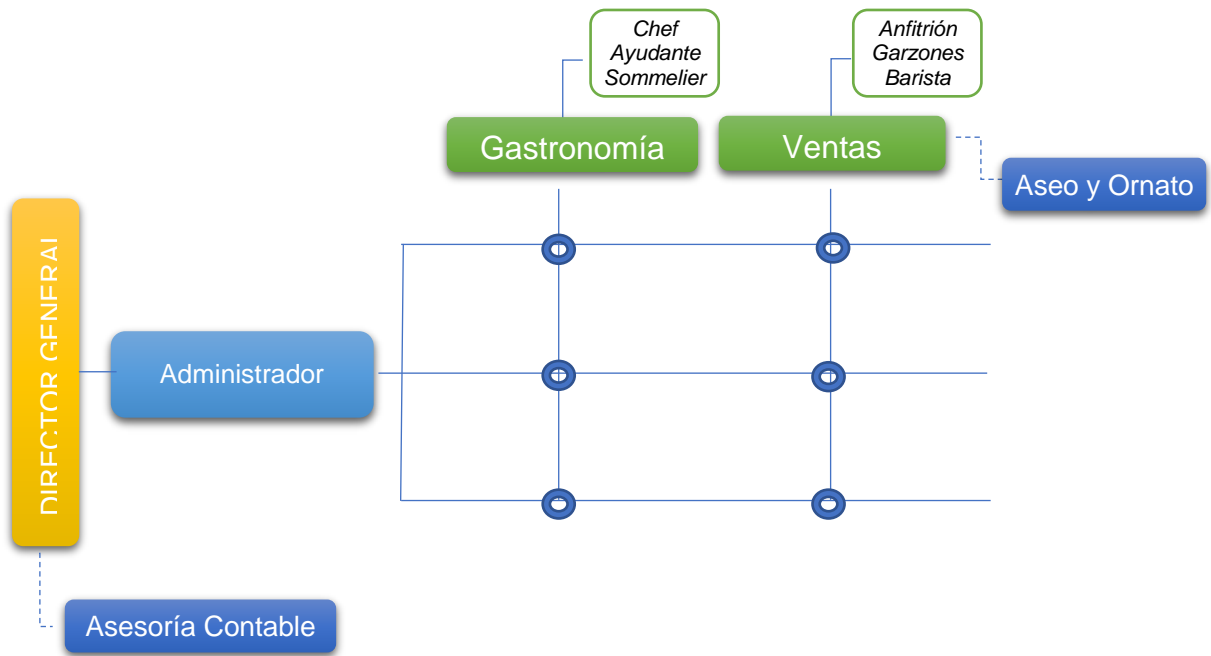 Chef
Ayudante
Sommelier
Anfitrión
Garzones
Barista
Gastronomía
Ventas
Aseo y Ornato
DIRECTOR GENERAL
Administrador
Asesoría Contable